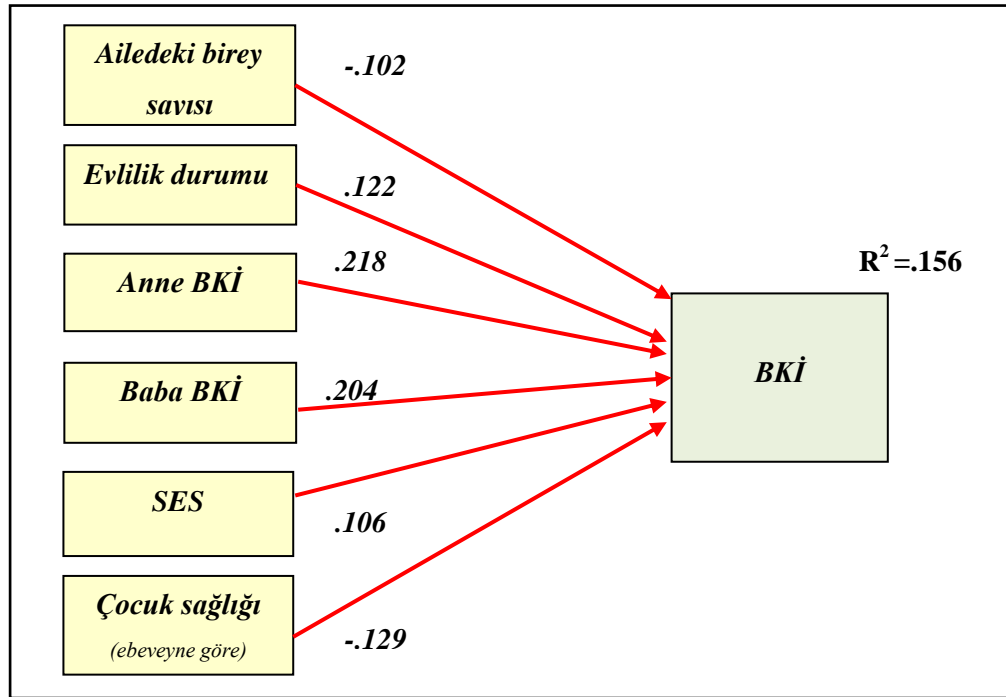 Ailedeki birey
sayısı
-.102
Evlilik durumu
.122
Anne BKİ
.218
R² =.156
Baba BKİ
.204
BKİ
SES
.106
Çocuk sağlığı
(ebeveyne göre)
-.129